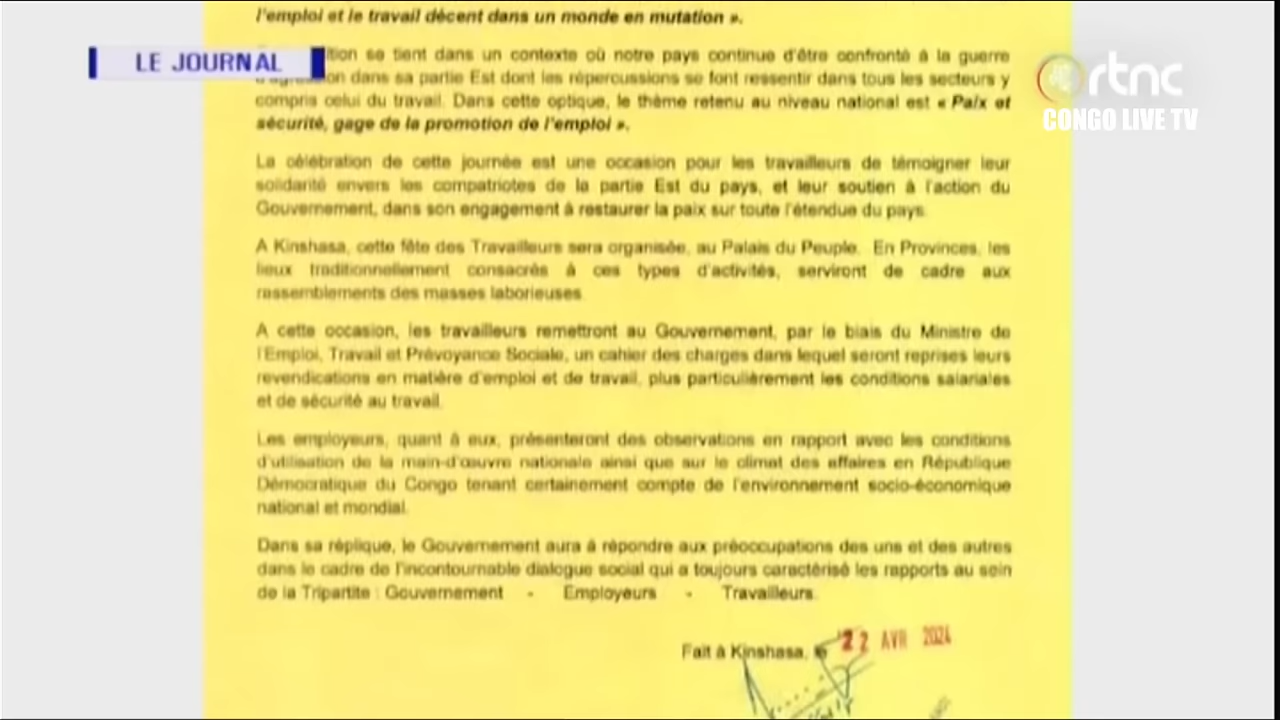 l'emploi et le travail décent dans un monde en mutation ».
LE JOURNAL
se tient dans un contexte où notre pays continue d'être confronté à la guerre
dans sa partie Est dont les répercussions se font ressentir dans tous les secteurs y
compris celui du travail. Dans cette optique, le thème retenu au niveau national est « Paix et
sécurité, gage de la promotion de l'emploi ».
rtnc
CONGO LIVE TV
La célébration de cette journée est une occasion pour les travailleurs de témoigner leur
solidarité envers les compatriotes de la partie Est du pays, et leur soutien à l'action du
Gouvernement, dans son engagement à restaurer la paix sur toute l'étendue du pays.
A Kinshasa, cette fête des Travailleurs sera organisée, au Palais du Peuple. En Provinces, les
lieux traditionnellement consacrés à ces types d'activités, serviront de cadre aux
rassemblements des masses laborieuses.
A cette occasion, les travailleurs remettront au Gouvernement, par le biais du Ministre de
l'Emploi, Travail et Prévoyance Sociale, un cahier des charges dans lequel seront reprises leurs
revendications en matière d'emploi et de travail, plus particulièrement les conditions salariales
et de sécurité au travail.
Les employeurs, quant à eux, présenteront des observations en rapport avec les conditions
d'utilisation de la main-d'œuvre nationale ainsi que sur le climat des affaires en République
Démocratique du Congo tenant certainement compte de l'environnement socio-économique
national et mondial.
Dans sa réplique, le Gouvernement aura à répondre aux préoccupations des uns et des autres
dans le cadre de l'incontournable dialogue social qui a toujours caractérisé les rapports au sein
de la Tripartite : Gouvernement - Employeurs - Travailleurs.
Fait à Kinshasa, 22 AVR 2024